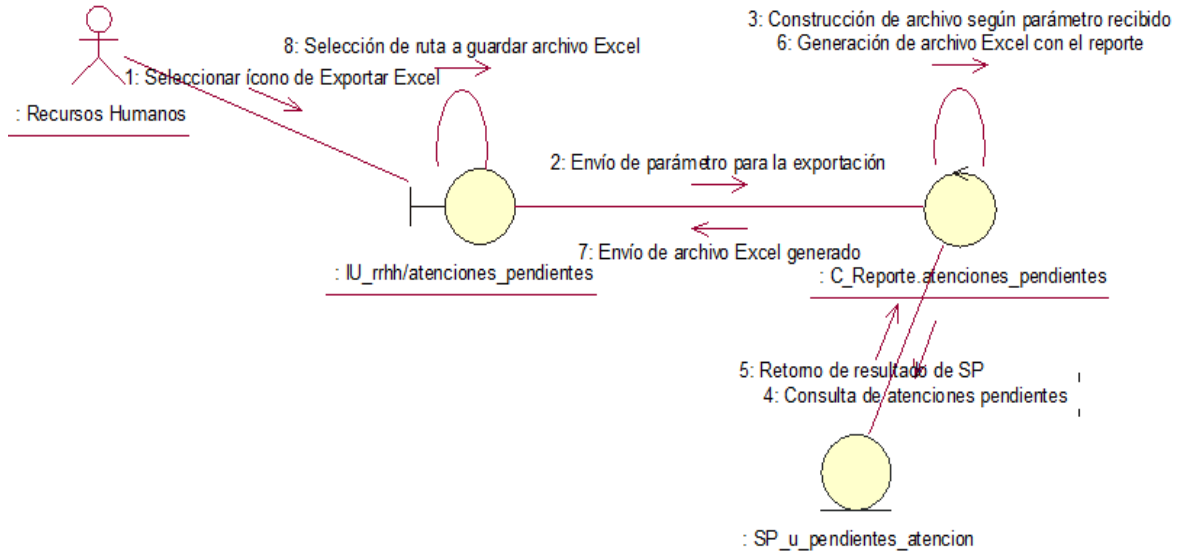 3: Construcción de archivo según parámetro recibido
8: Selección de ruta a guardar archivo Excel
6: Generación de archivo Excel con el reporte
1: Seleccionar ícono de Exportar Excel
: Recursos Humanos
2: Envío de parámetro para la exportación
7: Envío de archivo Excel generado
: IU_rrhh/atenciones_pendientes
: C_Reporte.atenciones_pendientes
5: Retorno de resultado de SP
4: Consulta de atenciones pendientes
: SP_u_pendientes_atencion